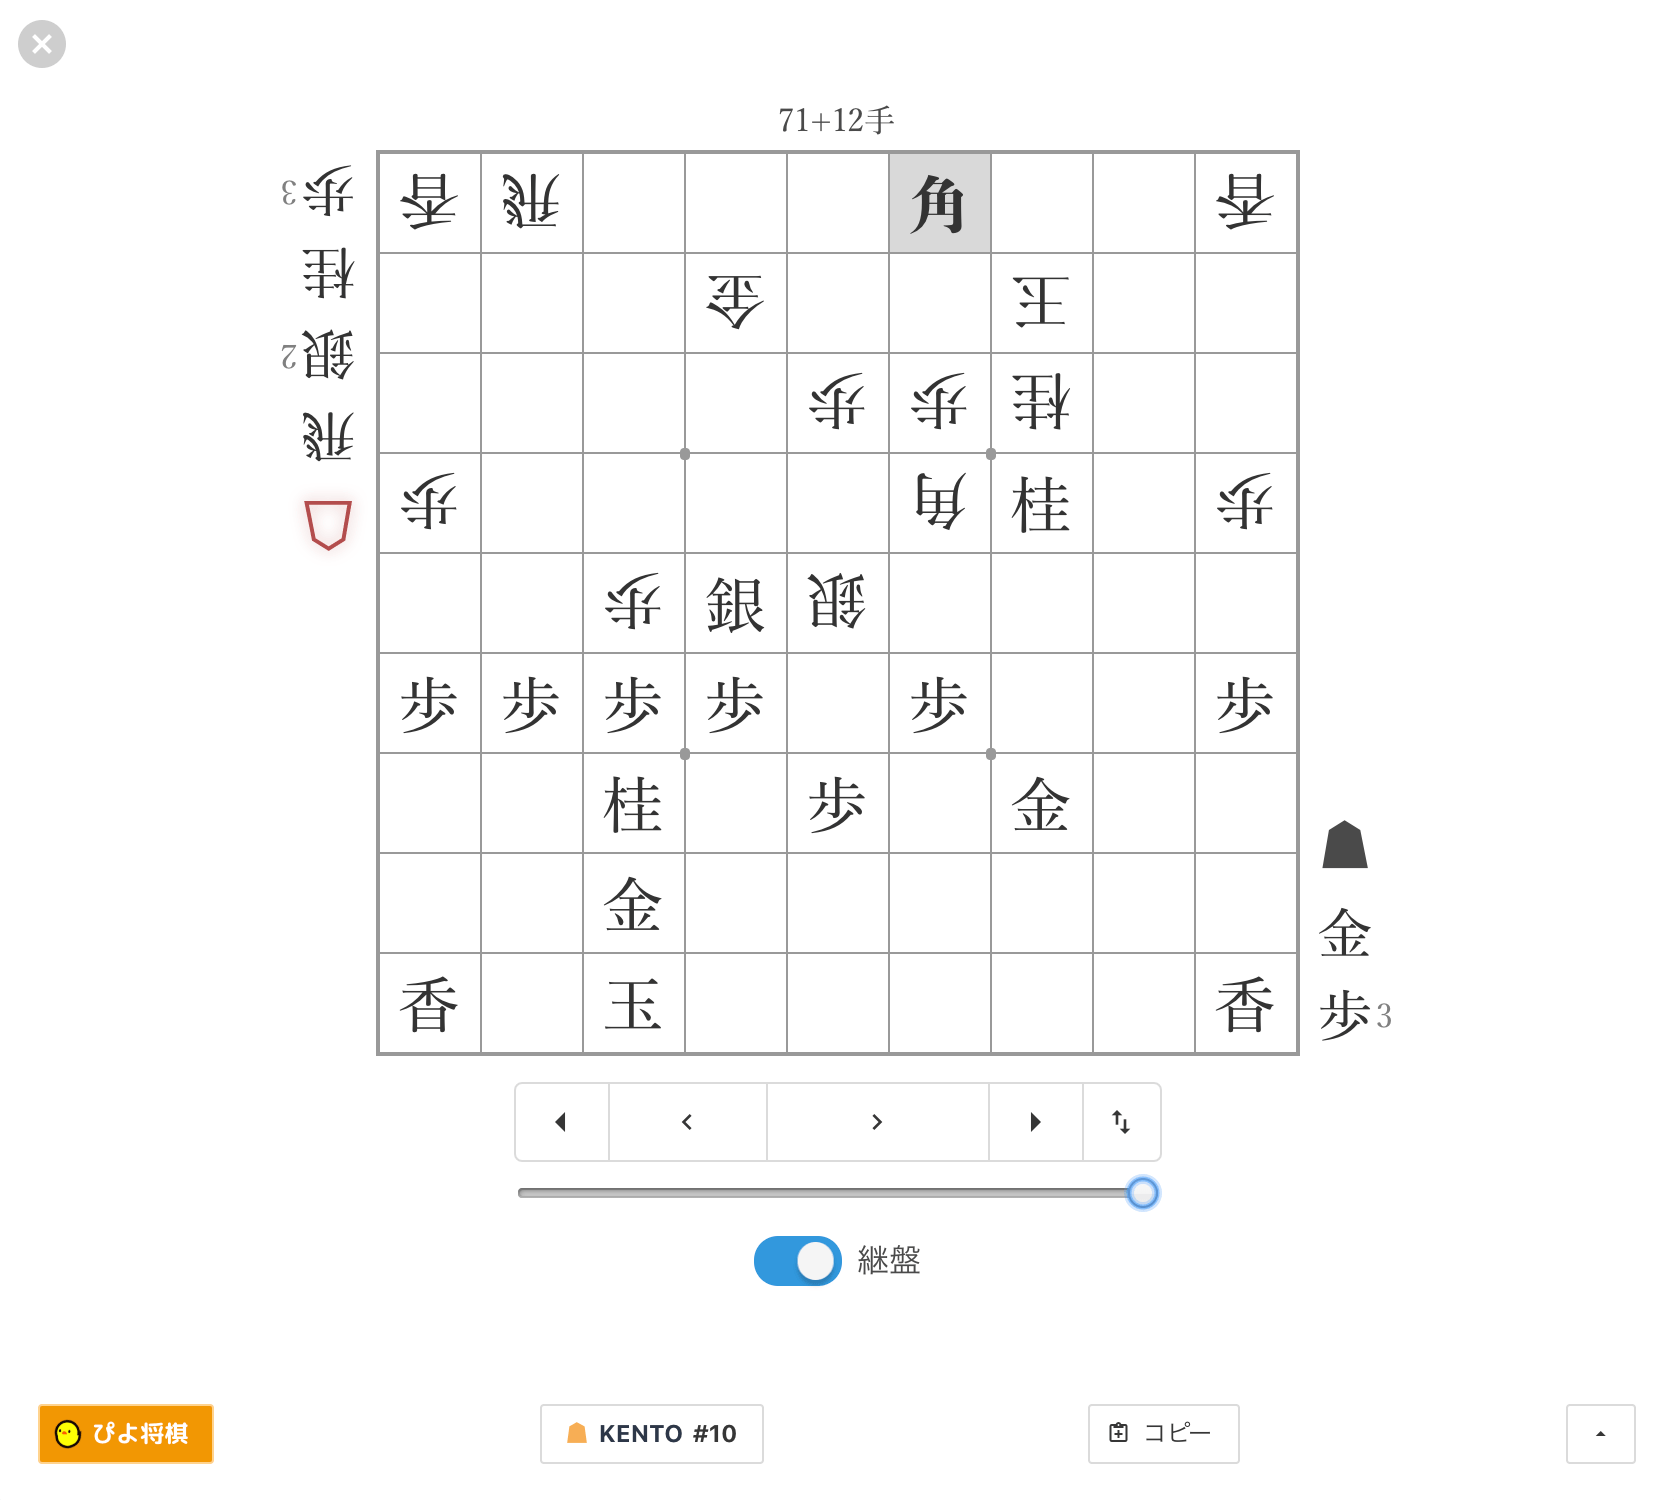 71+12手
歩3
桂
銀2
飛
香 飛 角 香
金 王
歩 歩 桂
歩 角 桂 歩
歩 銀 銀
歩 歩 歩 歩 歩 歩
桂 歩 金
金
香 玉 香
金
歩3
継盤
ぴよ将棋
KENTO #10
コピー